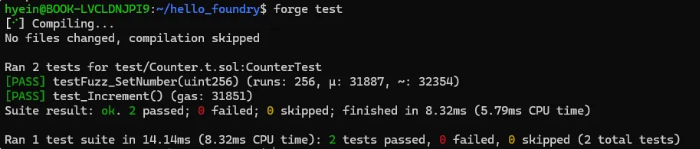 hyein@BOOK-LVCLDNJPI9:~/hello_foundry$ forge test
[⠊] Compiling...
No files changed, compilation skipped

Ran 2 tests for test/Counter.t.sol:CounterTest
[PASS] testFuzz_SetNumber(uint256) (runs: 256, μ: 31887, ~: 32354)
[PASS] test_Increment() (gas: 31851)
Suite result: ok. 2 passed; 0 failed; 0 skipped; finished in 8.32ms (5.79ms CPU time)

Ran 1 test suite in 14.14ms (8.32ms CPU time): 2 tests passed, 0 failed, 0 skipped (2 total tests)